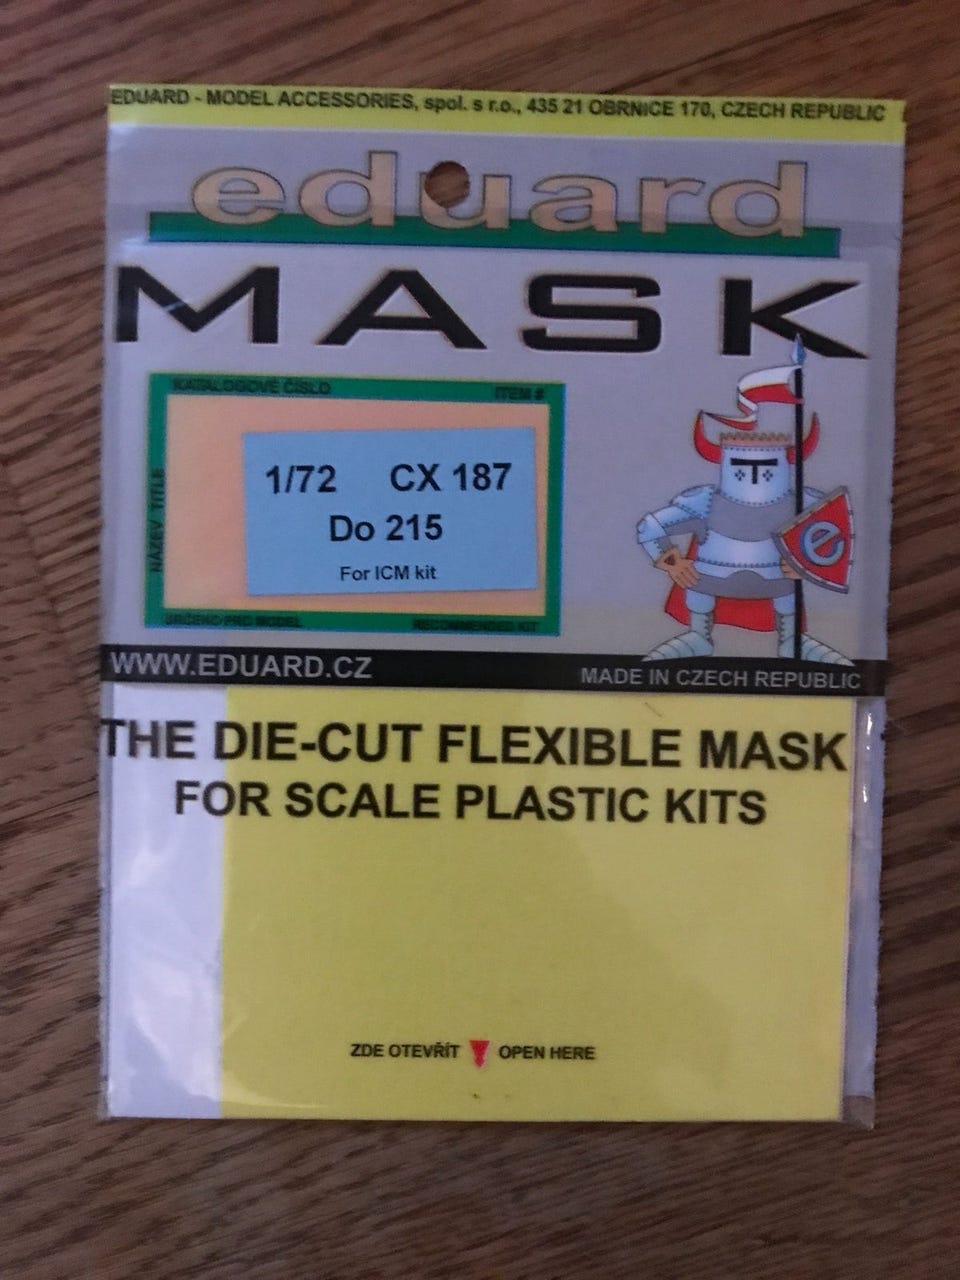 EDUARD - MODEL ACCESSORIES, spol. s r.o., 435 21 OBRNICE 170, CZECH REPUBLIC
eduard
MASK
KATALOGOVÉ ČÍSLO ITEM #
NÁZEV TITLE
1/72 CX 187
Do 215
For ICM kit
URČENO PRO MODEL RECOMMENDED KIT
e
WWW.EDUARD.CZ MADE IN CZECH REPUBLIC
THE DIE-CUT FLEXIBLE MASK
FOR SCALE PLASTIC KITS
ZDE OTEVŘÍT OPEN HERE